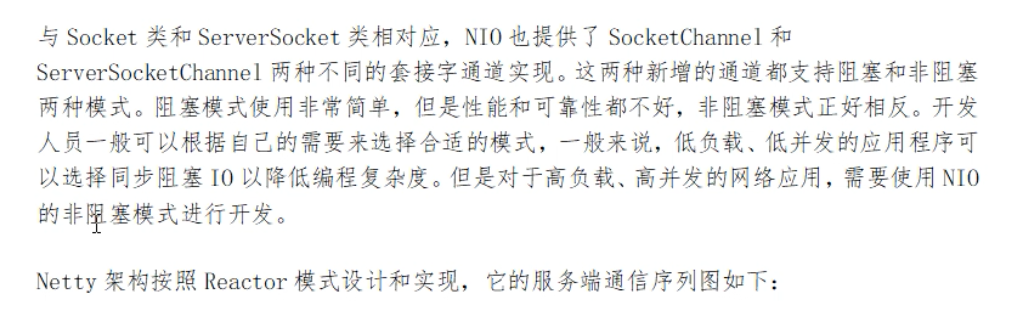 与 Socket 类和 ServerSocket 类相对应，NIO 也提供了 SocketChannel 和
ServerSocketChannel 两种不同的套接字通道实现。这两种新增的通道都支持阻塞和非阻塞
两种模式。阻塞模式使用非常简单，但是性能和可靠性都不好，非阻塞模式正好相反。开发
人员一般可以根据自己的需要来选择合适的模式，一般来说，低负载、低并发的应用程序可
以选择同步阻塞 IO 以降低编程复杂度。但是对于高负载、高并发的网络应用，需要使用 NIO
的非阻塞模式进行开发。
Netty 架构按照 Reactor 模式设计和实现，它的服务端通信序列图如下：